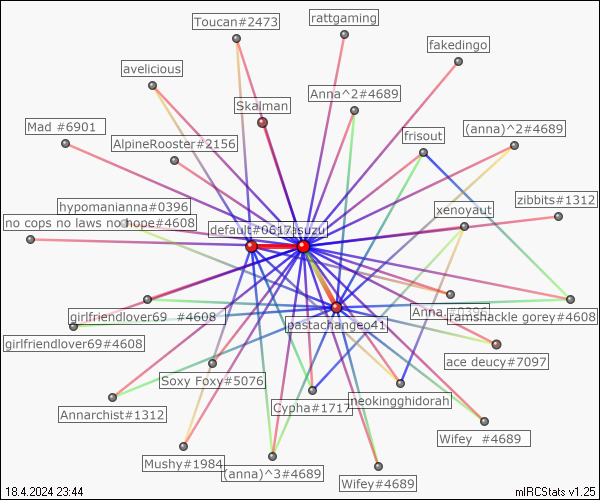 Toucan#2473
rattgaming
fakedingo
avelicious
Skalman
Anna^2#4689
Mad #6901
AlpineRooster#2156
frisout
(anna)^2#4689
hypomanianna#0396
xenoyaut
zibbits#1312
no cops no laws no hope#4608
default#0617
isuzu
girlfriendlover69 #4608
pastachangeo41
Anna.#0396
ramshackle gorey#4608
girlfriendlover69#4608
ace deucy#7097
Soxy Foxy#5076
Annarchist#1312
Cypha#1717
neokingghidorah
Wifey #4689
Mushy#1984
(anna)^3#4689
Wifey#4689
18.4.2024 23:44
mIRCStats v1.25